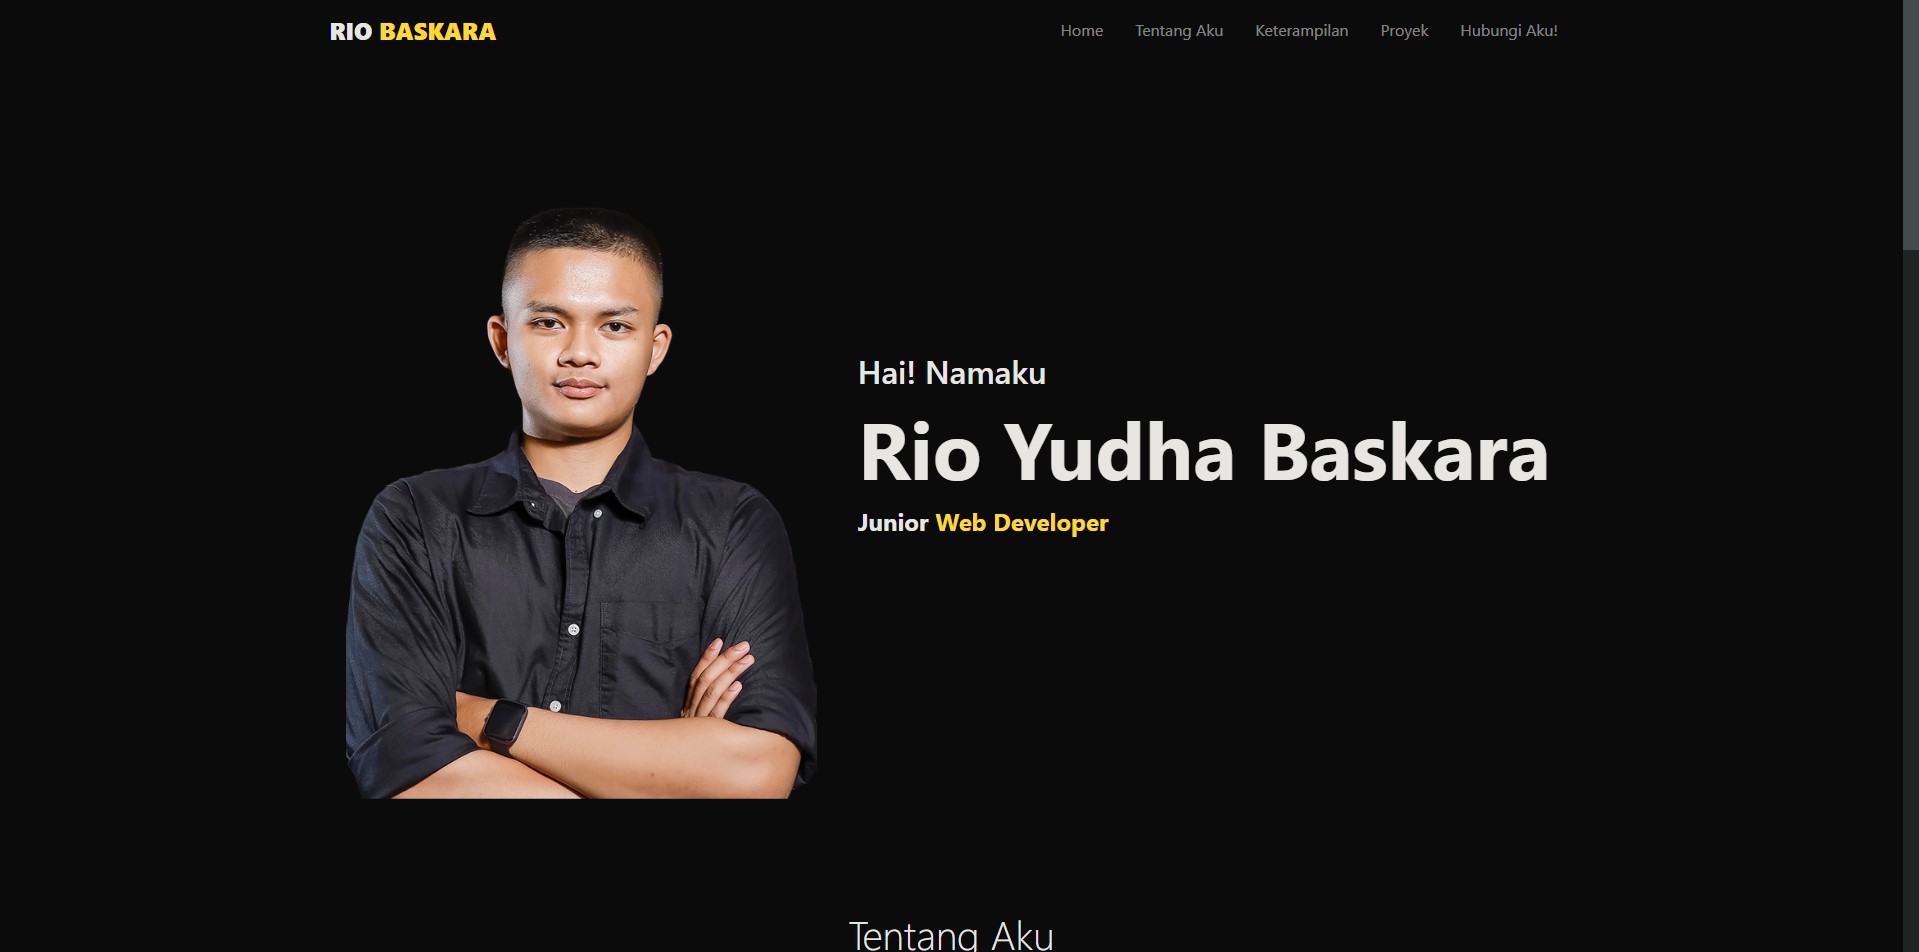 RIO BASKARA
Home
Tentang Aku
Keterampilan
Proyek
Hubungi Aku!
Hai! Namaku
Rio Yudha Baskara
Junior Web Developer
Tentang Aku